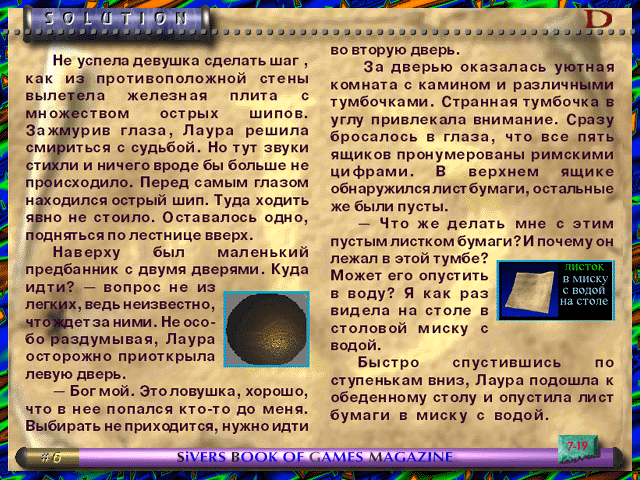 SOLUTION
D
Не успела девушка сделать шаг ,
как из противоположной стены
вылетела железная плита с
множеством острых шипов.
Зажмурив глаза, Лаура решила
смириться с судьбой. Но тут звуки
стихли и ничего вроде бы больше не
происходило. Перед самым глазом
находился острый шип. Туда ходить
явно не стоило. Оставалось одно,
подняться по лестнице вверх.
Наверху был маленький
предбанник с двумя дверями. Куда
идти? — вопрос не из
легких, ведь неизвестно,
что ждет за ними. Не осо-
бо раздумывая, Лаура
осторожно приоткрыла
левую дверь.
— Бог мой. Это ловушка, хорошо,
что в нее попался кто-то до меня.
Выбирать не приходится, нужно идти
во вторую дверь.
За дверью оказалась уютная
комната с камином и различными
тумбочками. Странная тумбочка в
углу привлекала внимание. Сразу
бросалось в глаза, что все пять
ящиков пронумерованы римскими
цифрами. В верхнем ящике
обнаружился лист бумаги, остальные
же были пусты.
— Что же делать мне с этим
пустым листком бумаги? И почему он
лежал в этой тумбе?
Может его опустить
в воду? Я как раз
видела на столе в
столовой миску с
водой.
листок
в миску
с водой
на столе
Быстро спустившись по
ступенькам вниз, Лаура подошла к
обеденному столу и опустила лист
бумаги в миску с водой.
7-19
# 6
SiVERS BOOK OF GAMES MAGAZINE